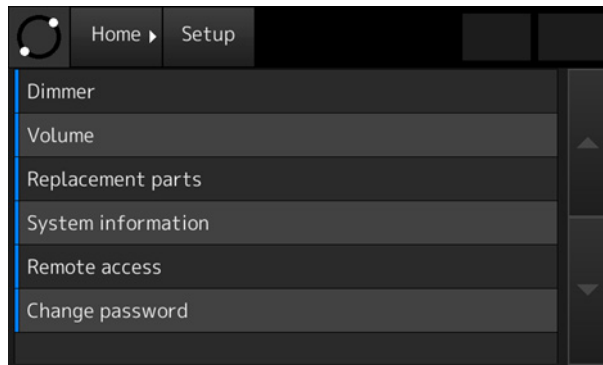 Home Setup
Dimmer
Volume
Replacement parts
System information
Remote access
Change password